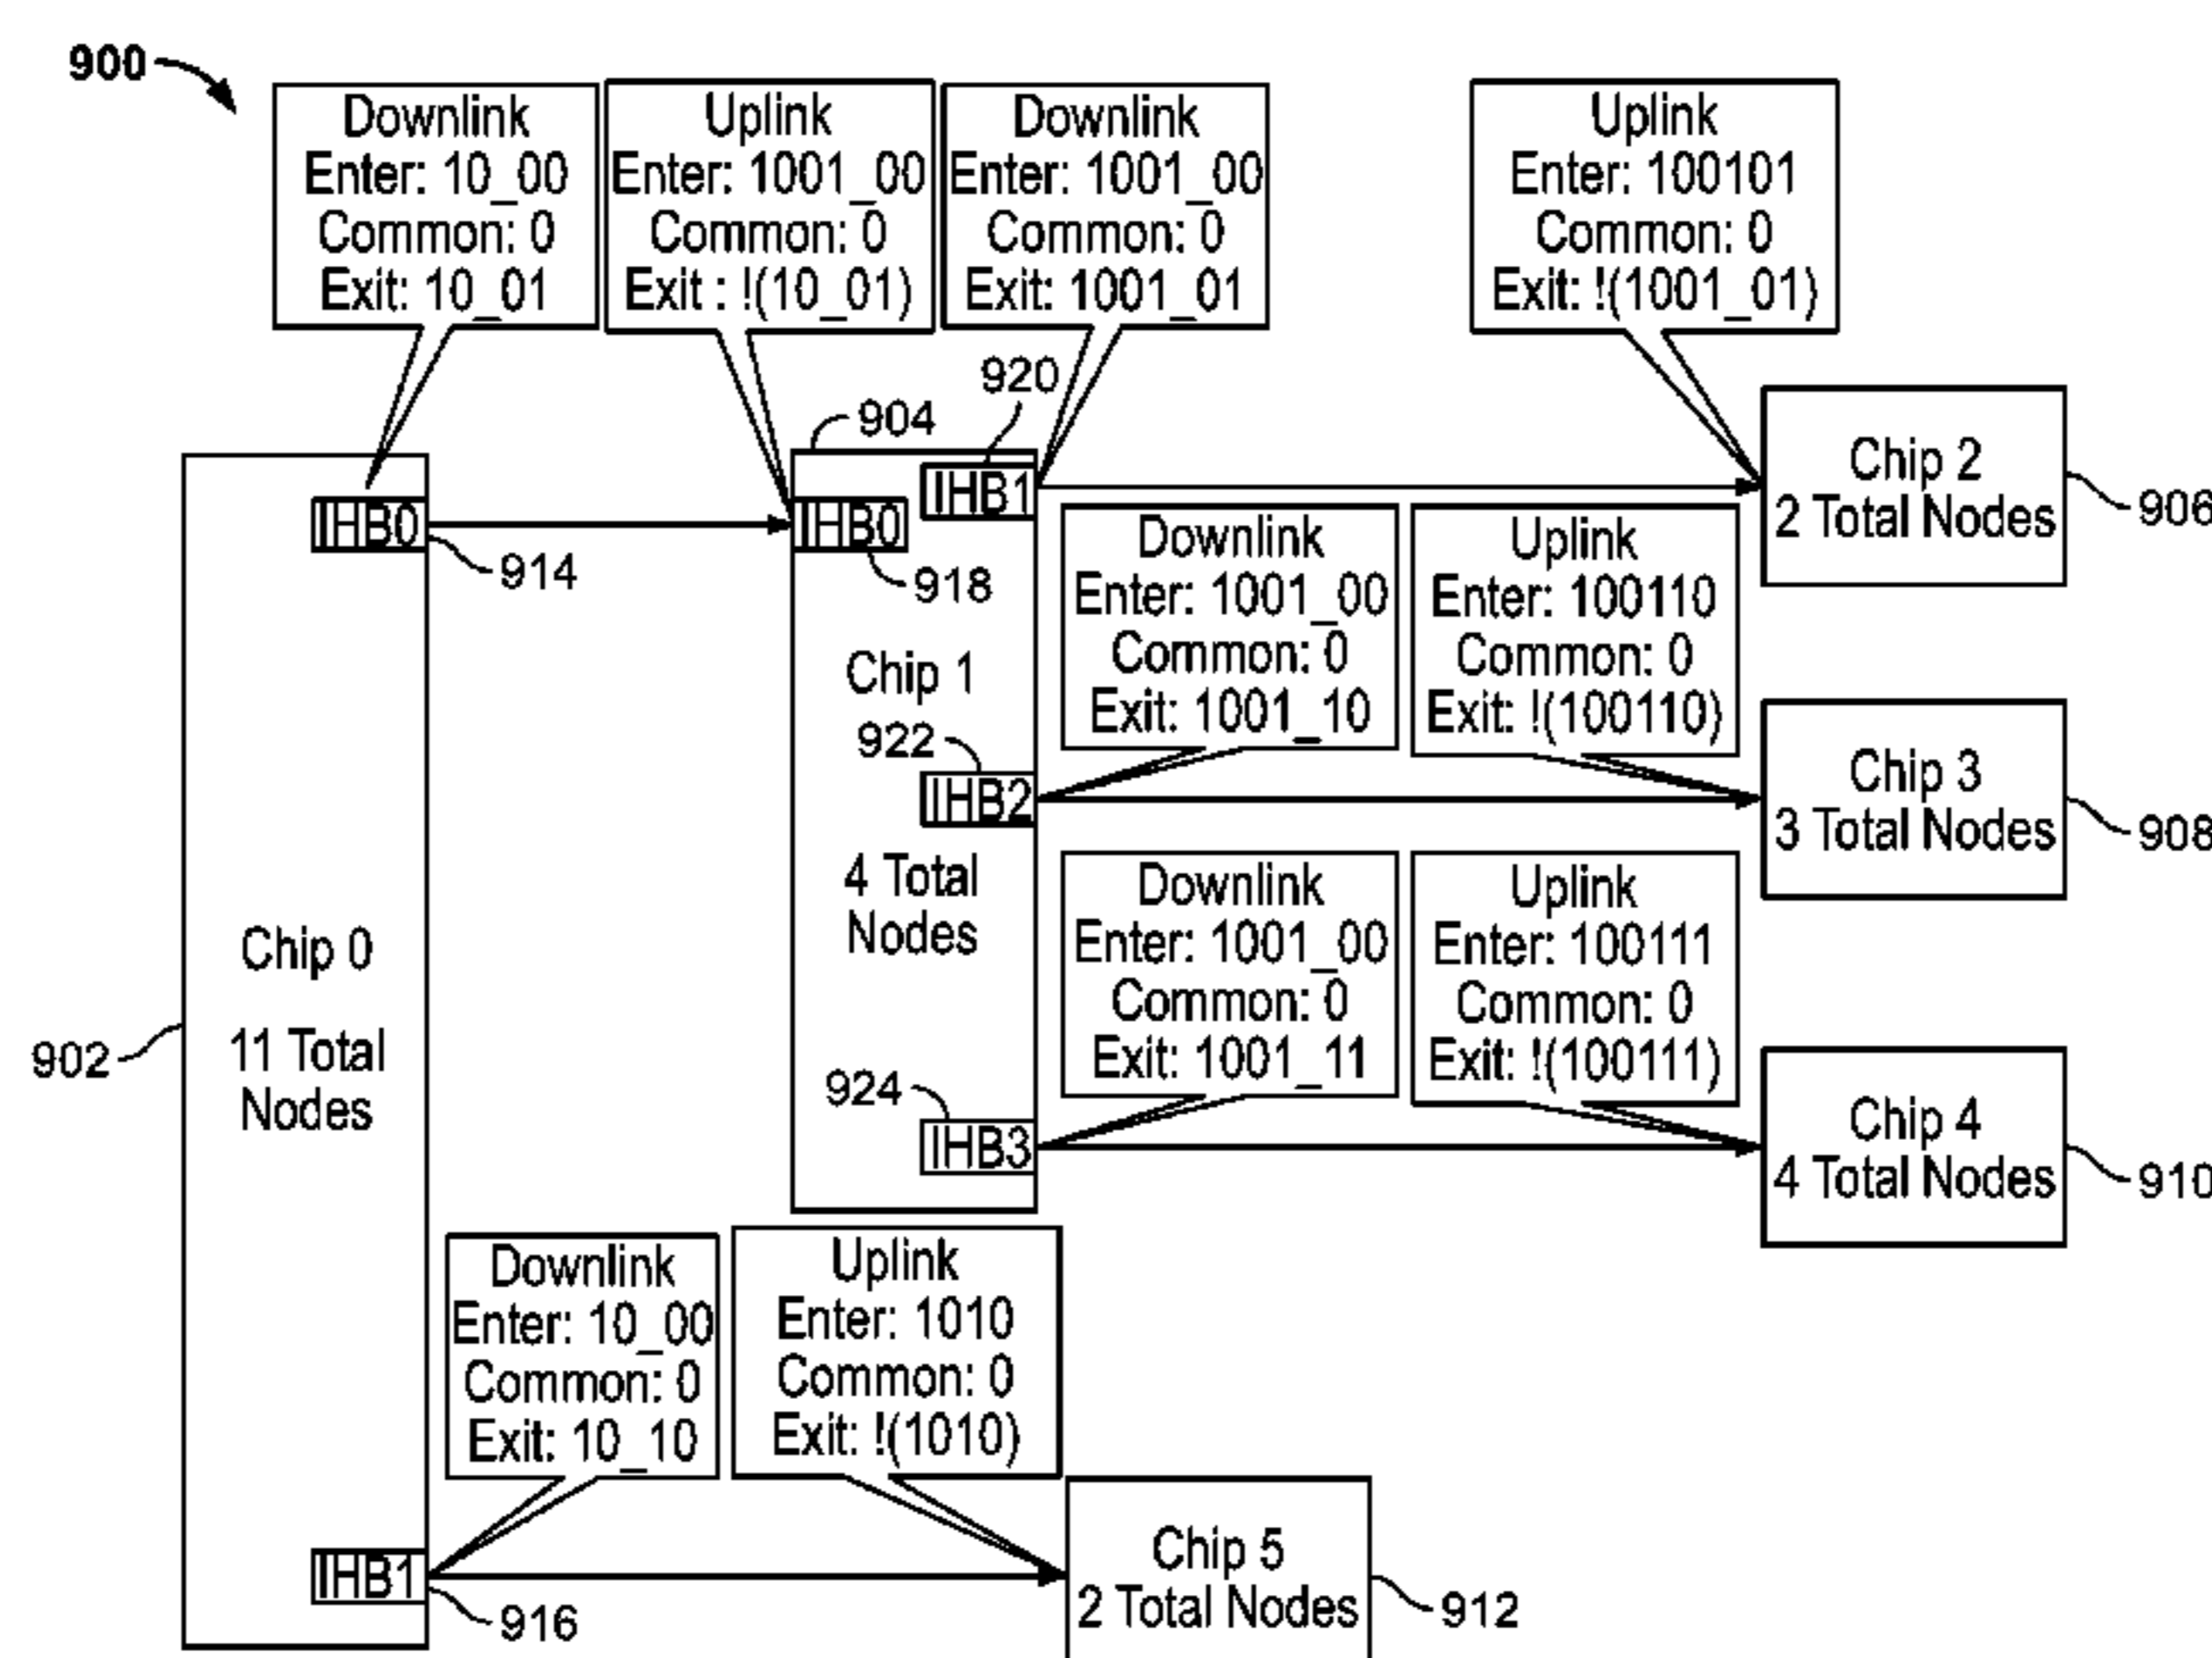 900
Downlink
Enter: 10_00
Common: 0
Exit: 10_01
Uplink
Enter: 1001_00
Common: 0
Exit : !(10_01)
Downlink
Enter: 1001_00
Common: 0
Exit: 1001_01
Uplink
Enter: 100101
Common: 0
Exit: !(1001_01)
920
904
IHB0
914
IHB0
918
IHB1
Chip 2
2 Total Nodes
906
Chip 1
4 Total
Nodes
922
IHB2
Downlink
Enter: 1001_00
Common: 0
Exit: 1001_10
Uplink
Enter: 100110
Common: 0
Exit: !(100110)
Chip 3
3 Total Nodes
908
Chip 0
11 Total
Nodes
902
924
IHB3
Downlink
Enter: 1001_00
Common: 0
Exit: 1001_11
Uplink
Enter: 100111
Common: 0
Exit: !(100111)
Chip 4
4 Total Nodes
910
Downlink
Enter: 10_00
Common: 0
Exit: 10_10
Uplink
Enter: 1010
Common: 0
Exit: !(1010)
IHB1
916
Chip 5
2 Total Nodes
912